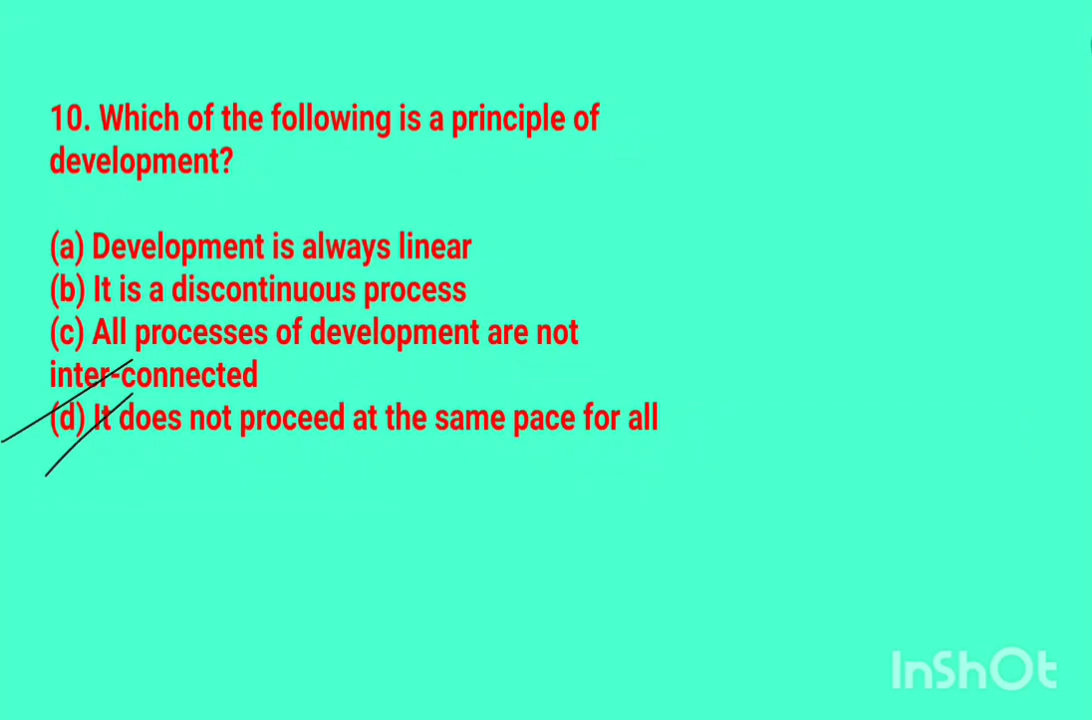 10. Which of the following is a principle of
development?
(a) Development is always linear
(b) It is a discontinuous process
(c) All processes of development are not
inter-connected
(d) It does not proceed at the same pace for all
InShOt